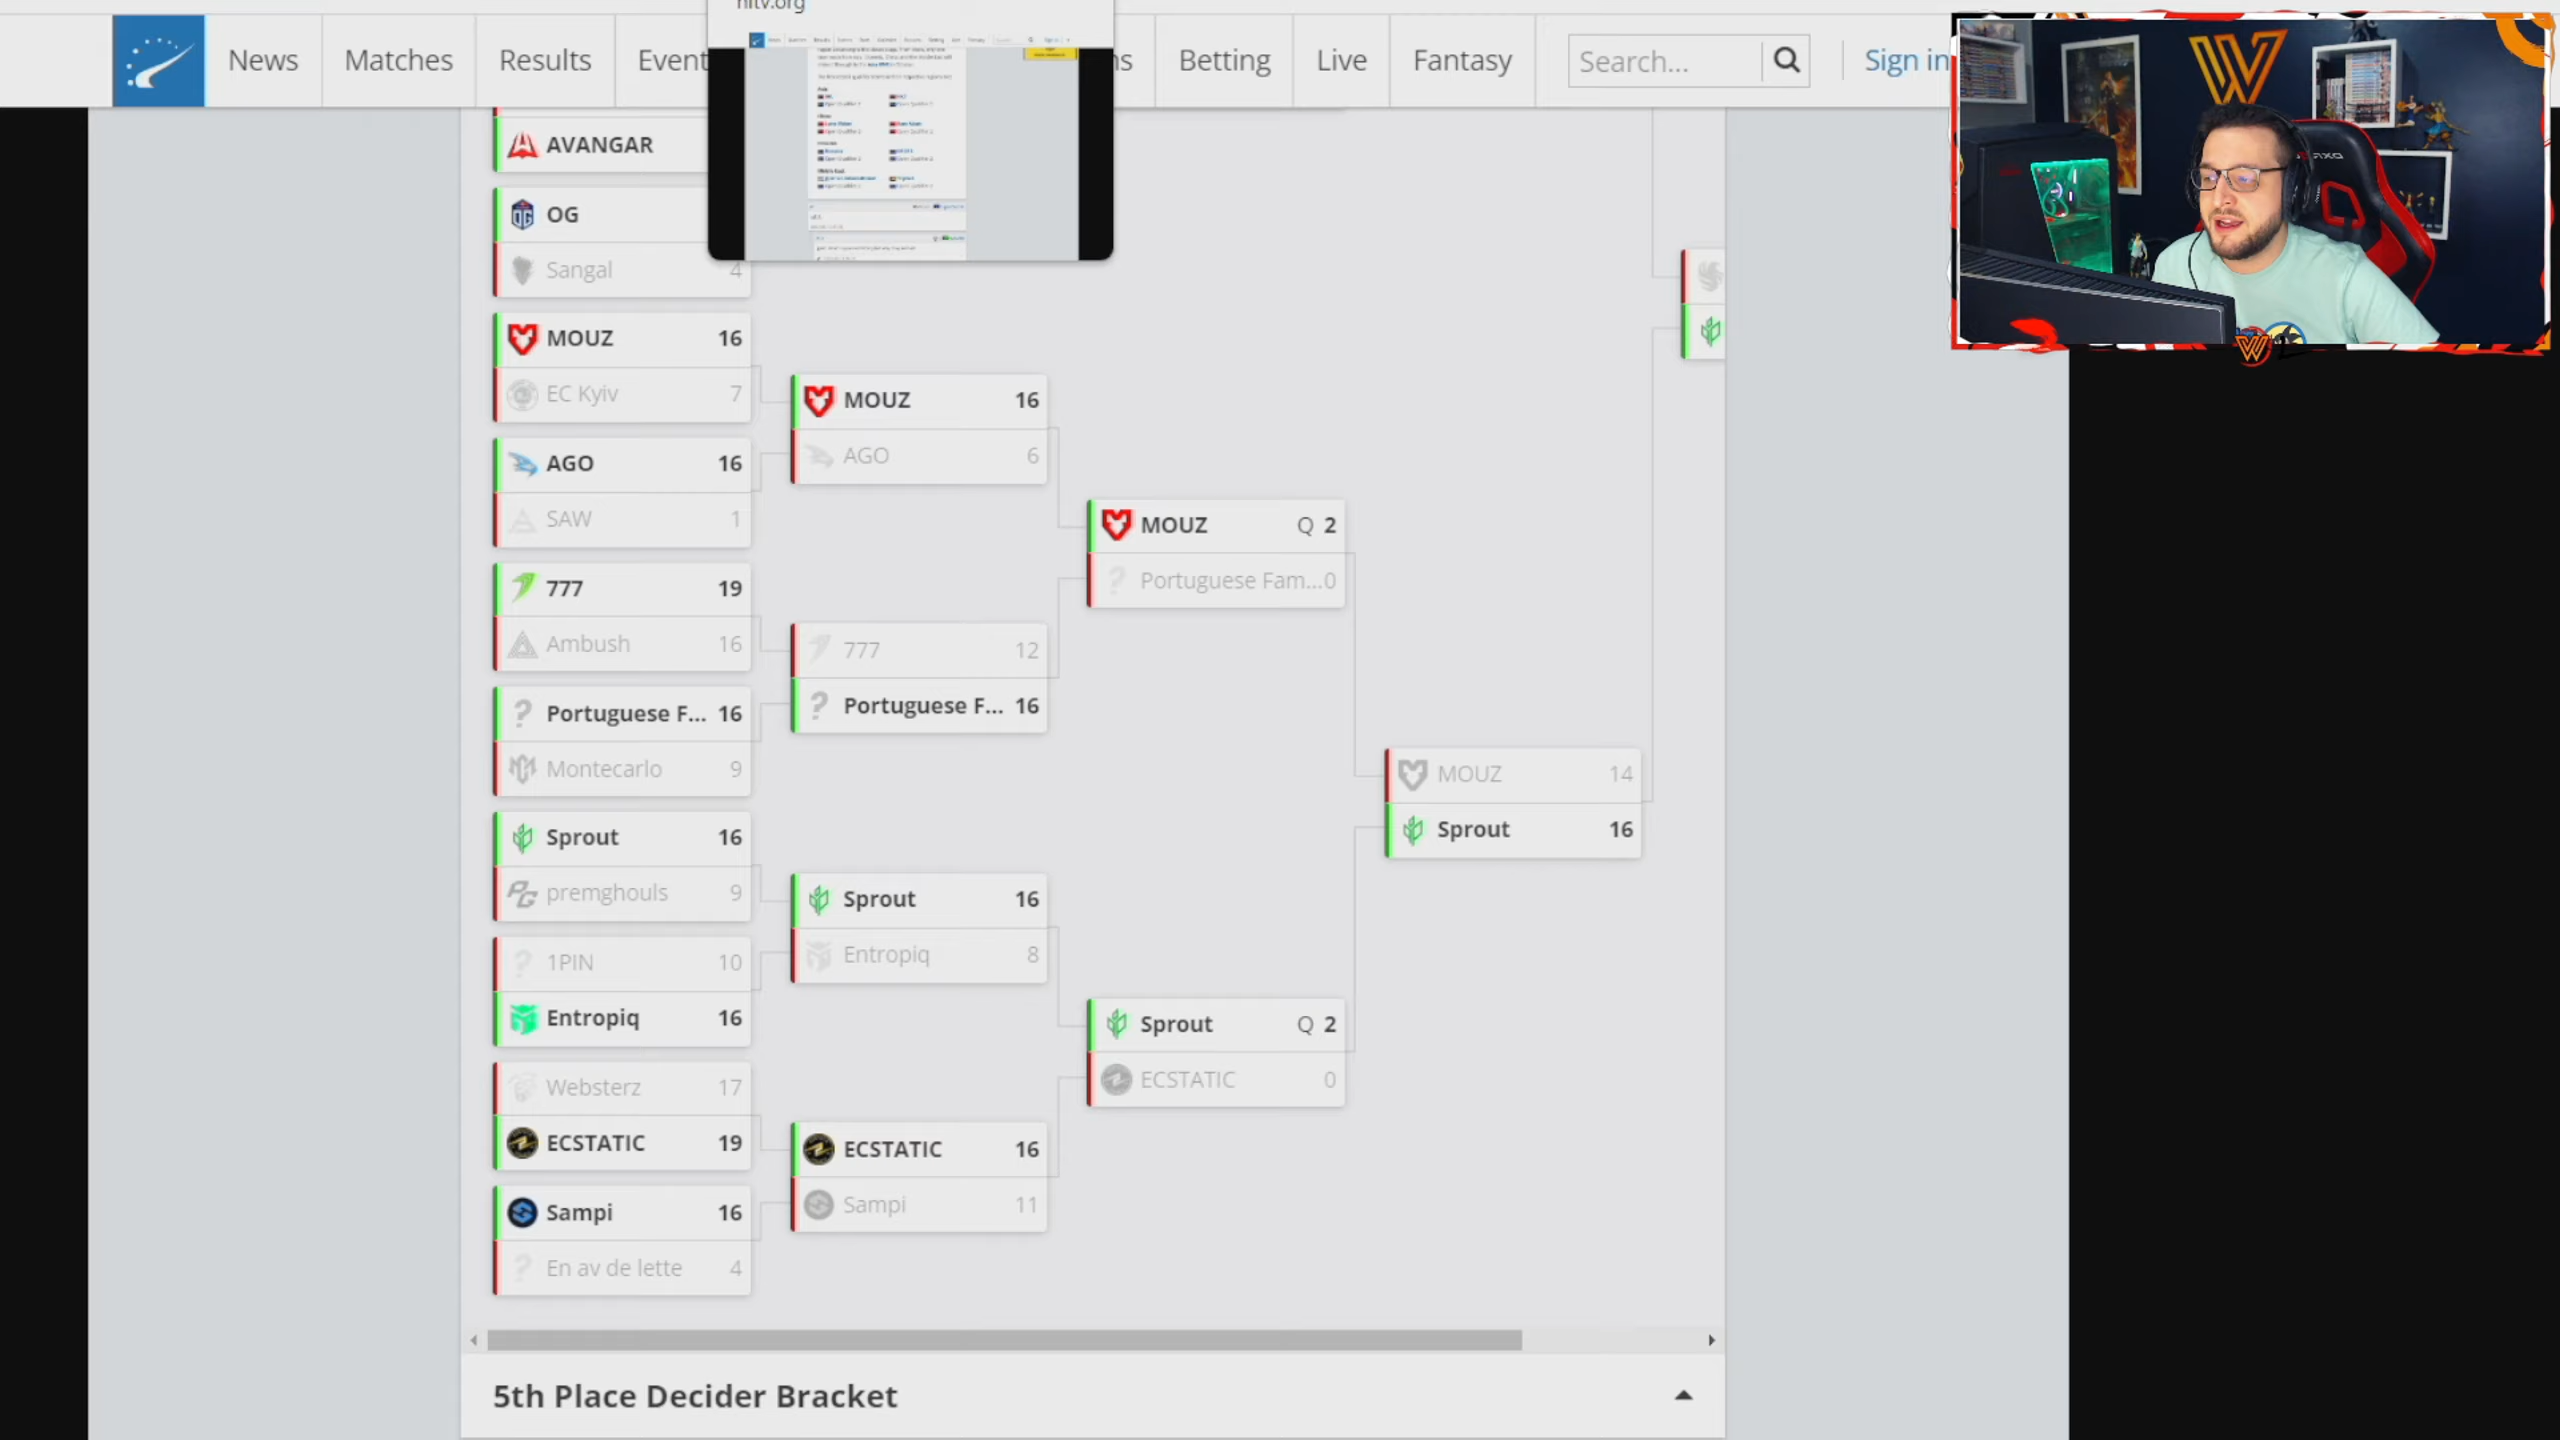 hltv.org
News
Matches
Results
Event
ns
Betting
Live
Fantasy
Search...
Sign in
AVANGAR
OG
Sangal 4
MOUZ 16
EC Kyiv 7
AGO 16
SAW 1
777 19
Ambush 16
Portuguese F... 16
Montecarlo 9
Sprout 16
premghouls 9
1PIN 10
Entropiq 16
Websterz 17
ECSTATIC 19
Sampi 16
En av de lette 4
MOUZ 16
AGO 6
777 12
Portuguese F... 16
Sprout 16
Entropiq 8
ECSTATIC 16
Sampi 11
MOUZ Q 2
Portuguese Fam...0
Sprout Q 2
ECSTATIC 0
MOUZ 14
Sprout 16
5th Place Decider Bracket